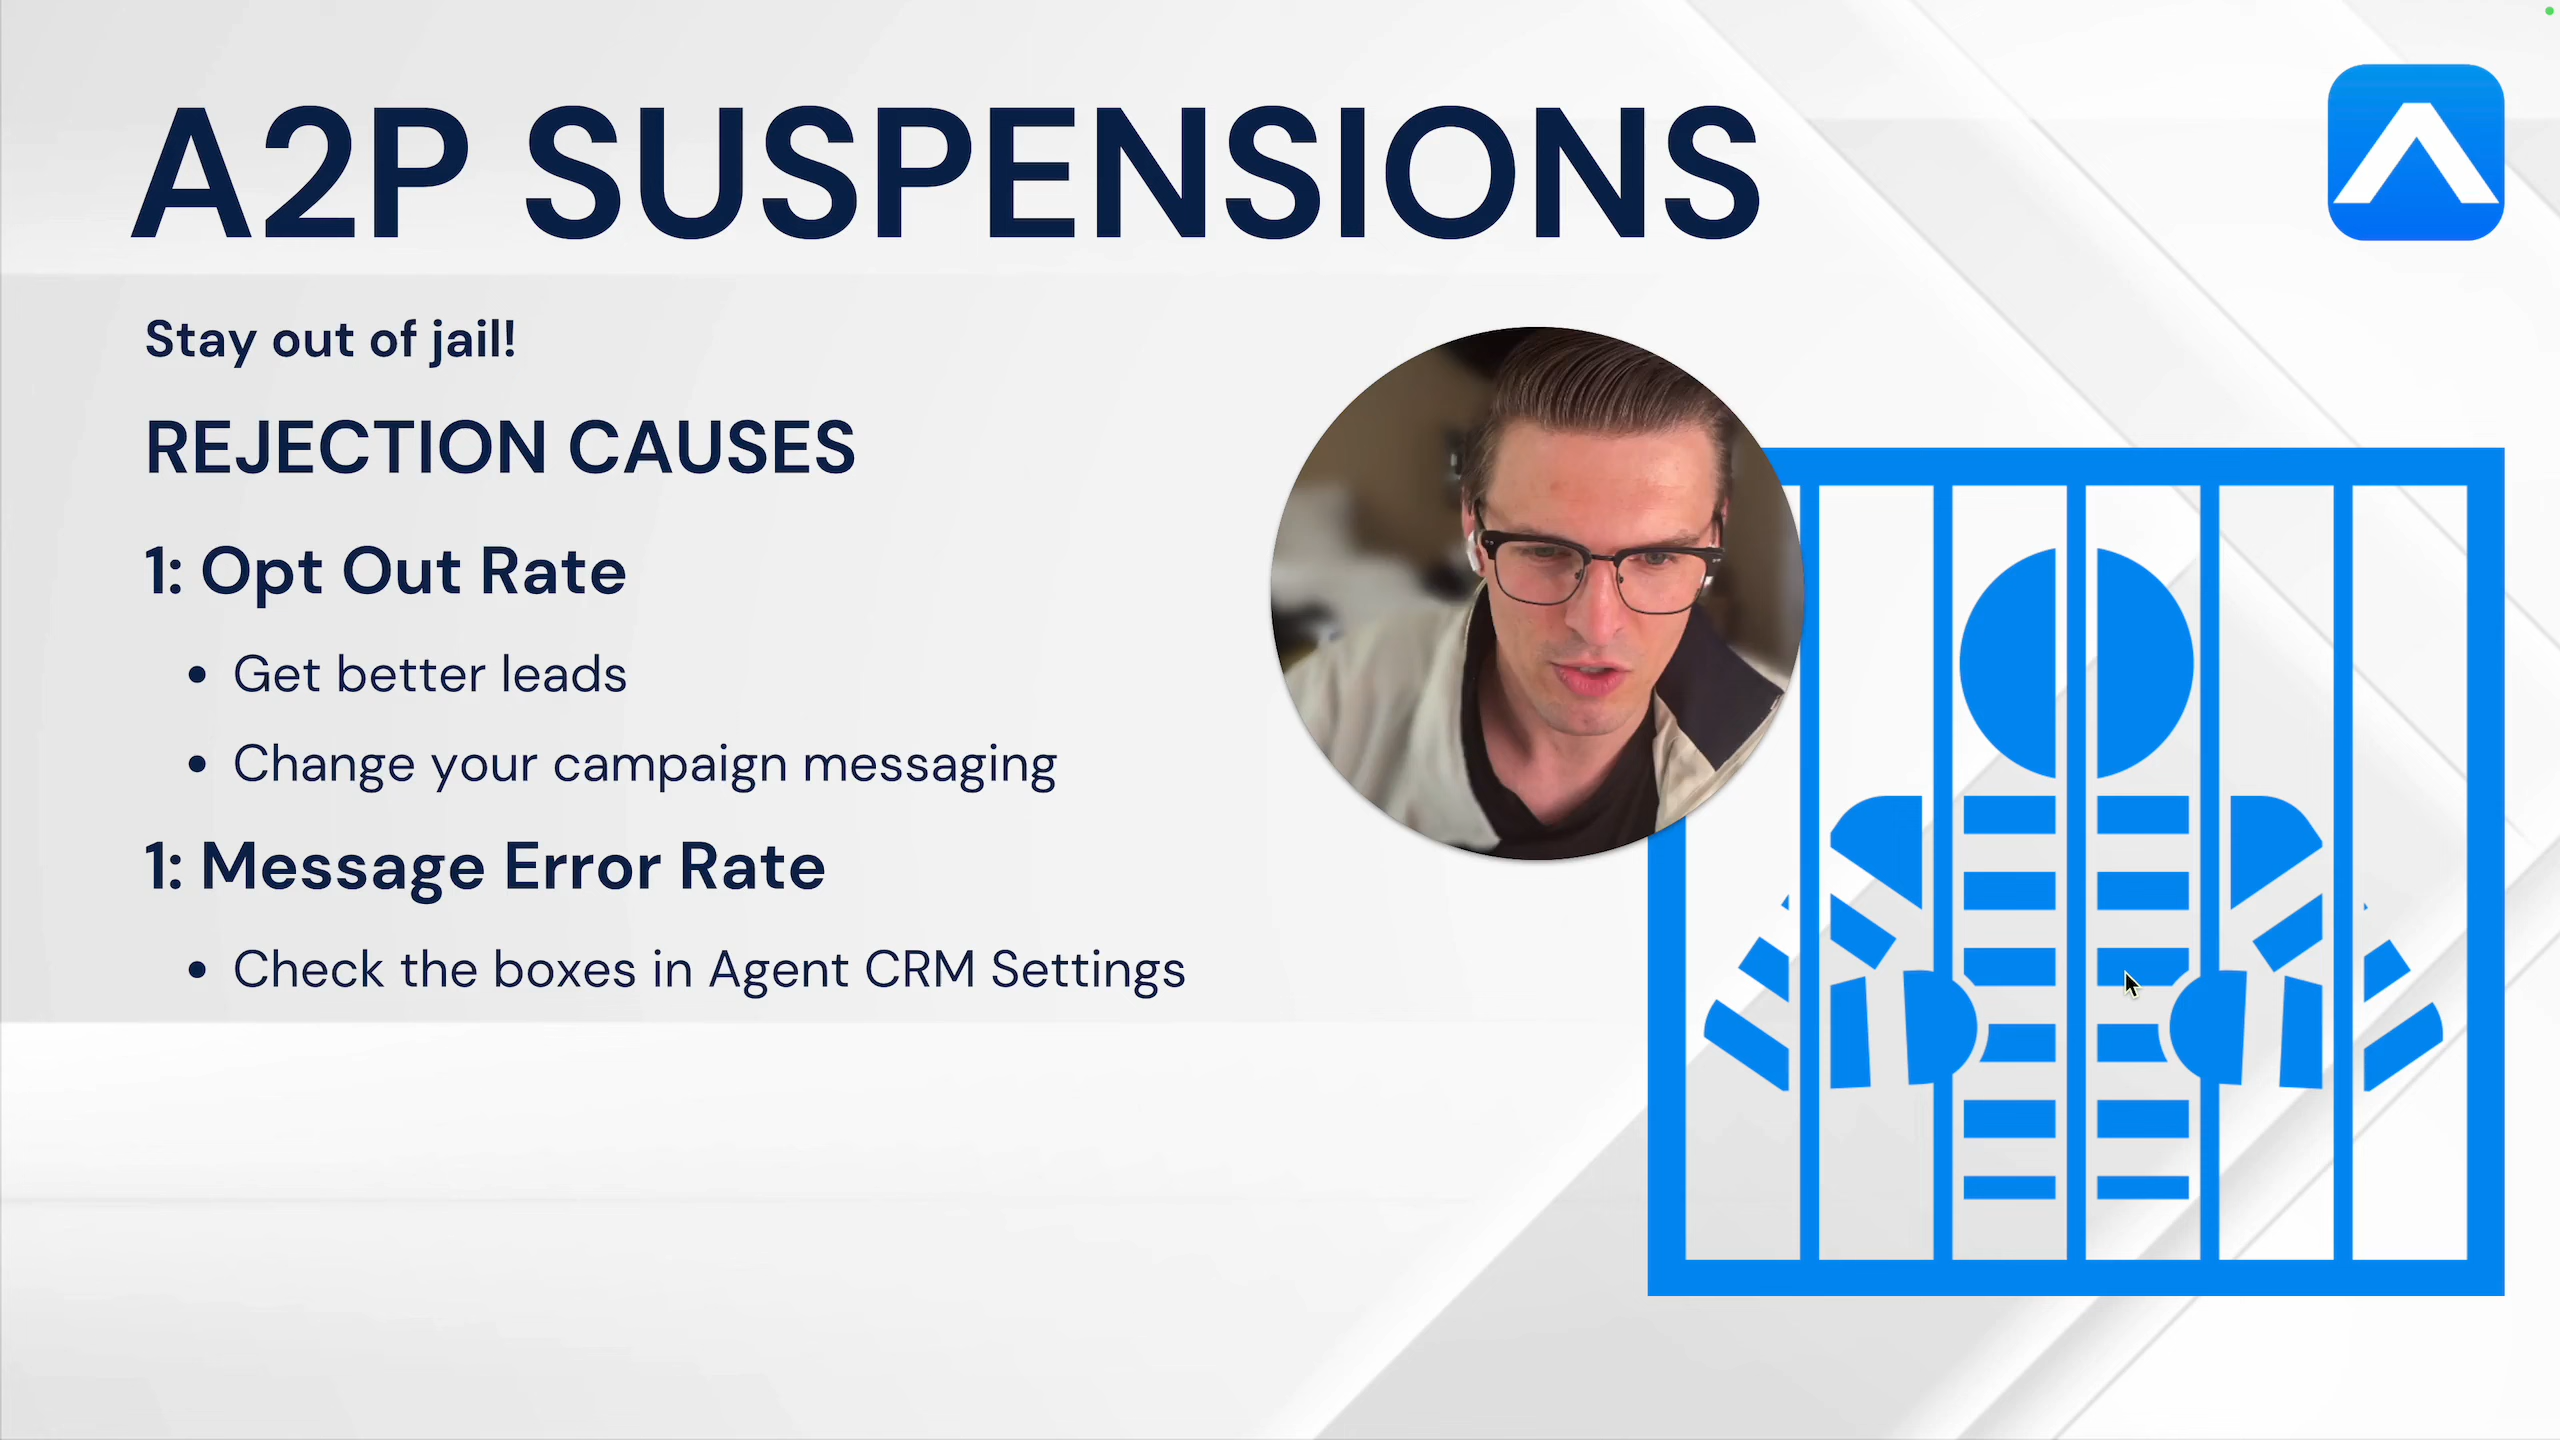 A2P SUSPENSIONS
Stay out of jail!
REJECTION CAUSES
1: Opt Out Rate
• Get better leads
• Change your campaign messaging
1: Message Error Rate
• Check the boxes in Agent CRM Settings